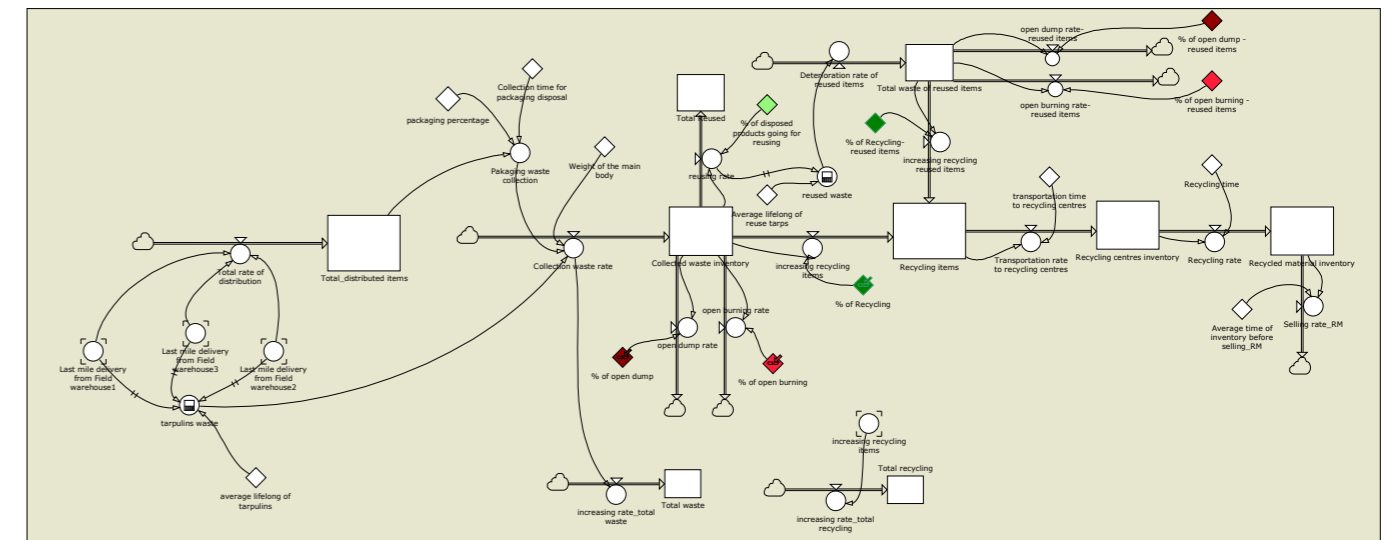 open dump rate-
reused items
% of open dump -
reused items
Collection time for
packaging disposal
Deterioration rate of
reused items
Total waste of reused items
open burning rate-
reused items
% of open burning -
reused items
packaging percentage
Total Reused
% of disposed
products going for
reusing
% of Recycling-
reused items
increasing recycling
reused items
Pakaging waste
collection
Weight of the main
body
reusing rate
reused waste
Average lifelong of
reuse tarps
transportation time
to recycling centres
Recycling time
Total rate of
distribution
Total_distributed items
Collection waste rate
Collected waste inventory
increasing recycling
items
Recycling items
Transportation rate
to recycling centres
Recycling centres inventory
Recycling rate
Recycled material inventory
% of Recycling
open burning rate
open dump rate
Average time of
inventory before
selling_RM
Selling rate_RM
Last mile delivery
from Field
warehouse1
Last mile delivery
from Field
warehouse3
Last mile delivery
from Field
warehouse2
% of open dump
% of open burning
tarpulins waste
increasing recycling
items
average lifelong of
tarpulins
Total recycling
increasing rate_total
waste
Total waste
increasing rate_total
recycling